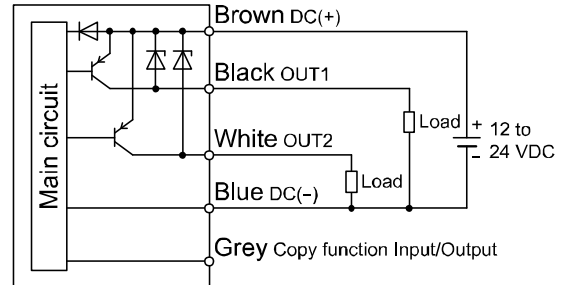 Brown DC(+)
Black OUT1
White OUT2
Blue DC(−)
Grey Copy function Input/Output
Main circuit
Load
Load
+
−
12 to
24 VDC